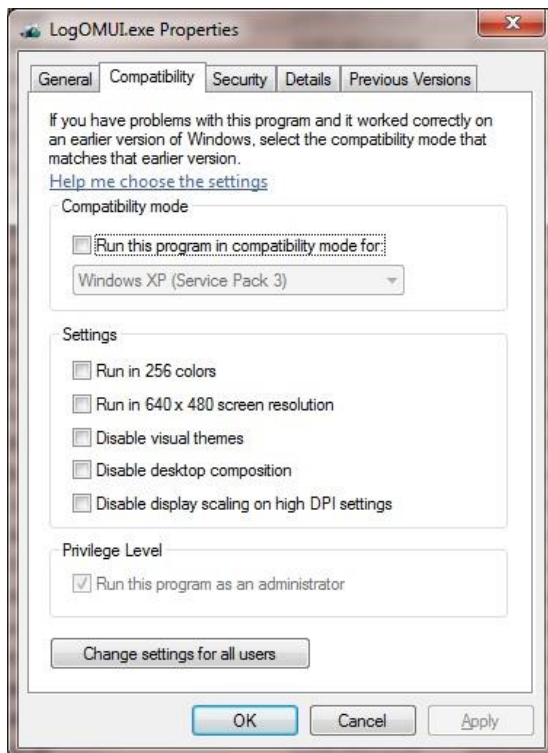 LogOMUI.exe Properties
General Compatibility Security Details Previous Versions
If you have problems with this program and it worked correctly on
an earlier version of Windows, select the compatibility mode that
matches that earlier version.
Help me choose the settings
Compatibility mode
Run this program in compatibility mode for:
Windows XP (Service Pack 3)
Settings
Run in 256 colors
Run in 640 x 480 screen resolution
Disable visual themes
Disable desktop composition
Disable display scaling on high DPI settings
Privilege Level
Run this program as an administrator
Change settings for all users
OK Cancel Apply